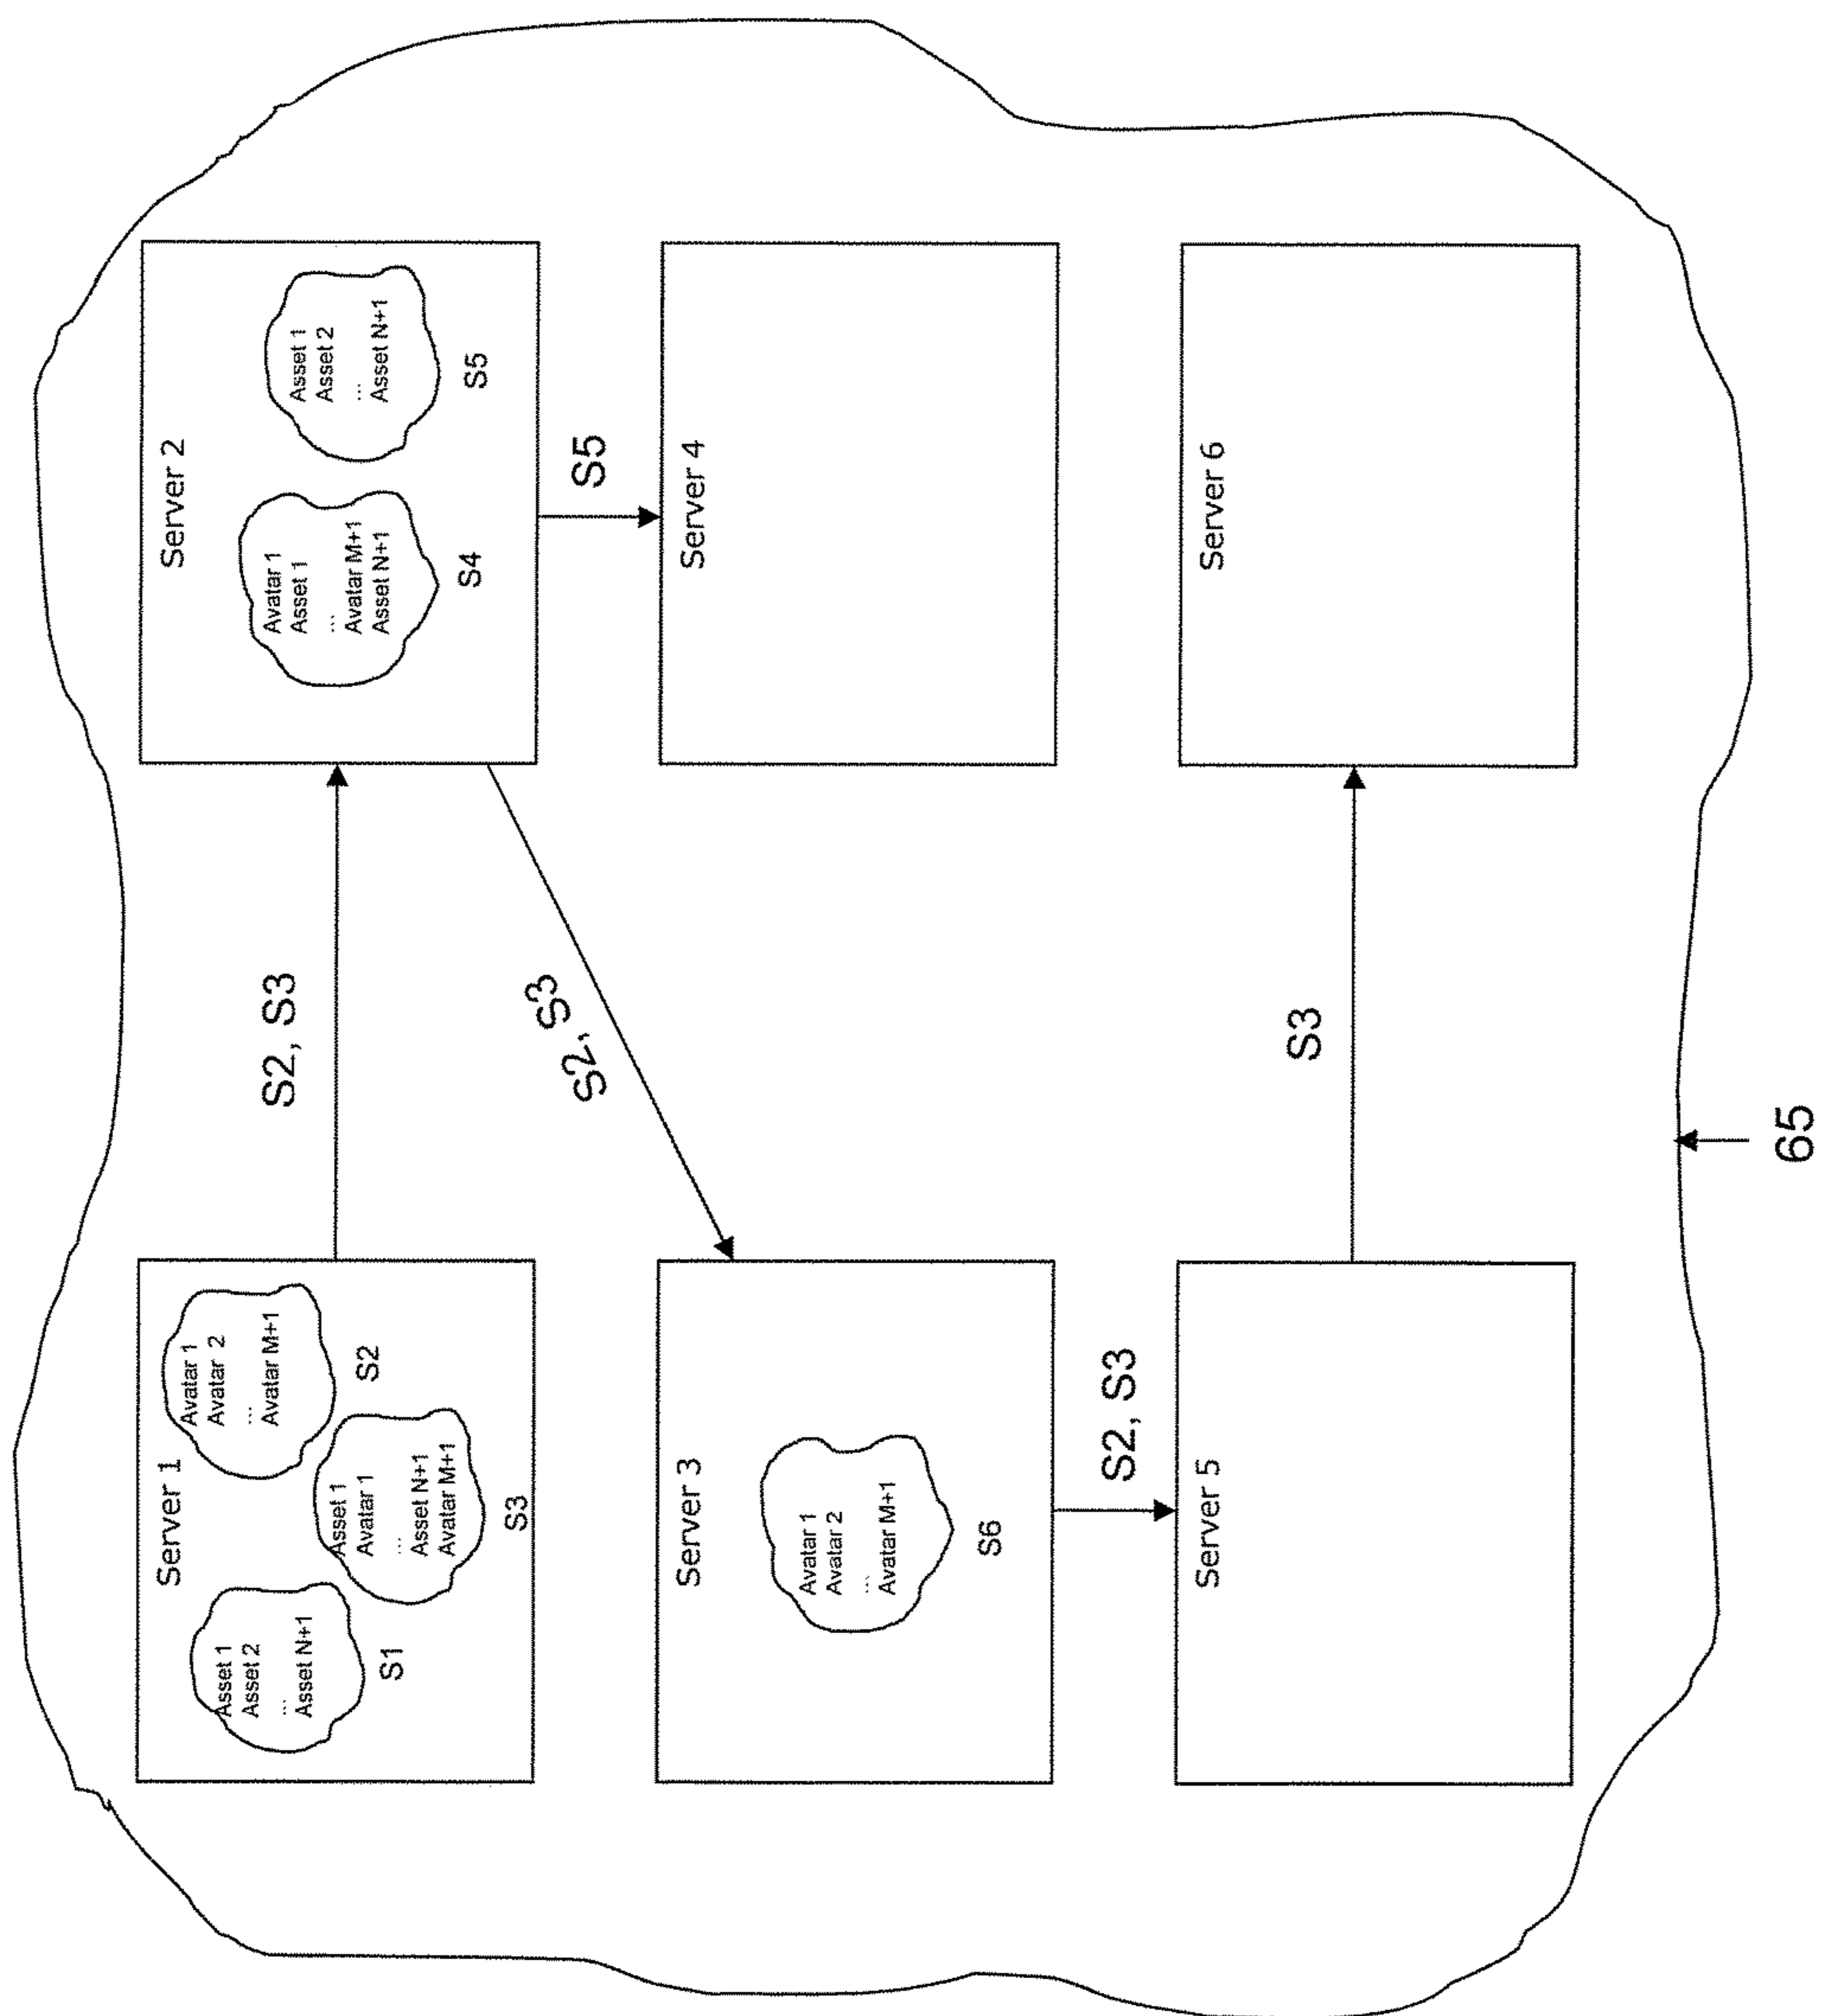 Server 1
Asset 1
Asset 2
...
Asset N+1
S1
Asset 1
Avatar 1
...
Asset N+1
Avatar M+1
S3
Avatar 1
Avatar 2
...
Avatar M+1
S2
S2, S3
Server 2
Avatar 1
Asset 1
...
Avatar M+1
Asset N+1
S4
Asset 1
Asset 2
...
Asset N+1
S5
S2, S3
S5
Server 3
Avatar 1
Avatar 2
...
Avatar M+1
S6
Server 4
S2, S3
Server 5
S3
Server 6
65